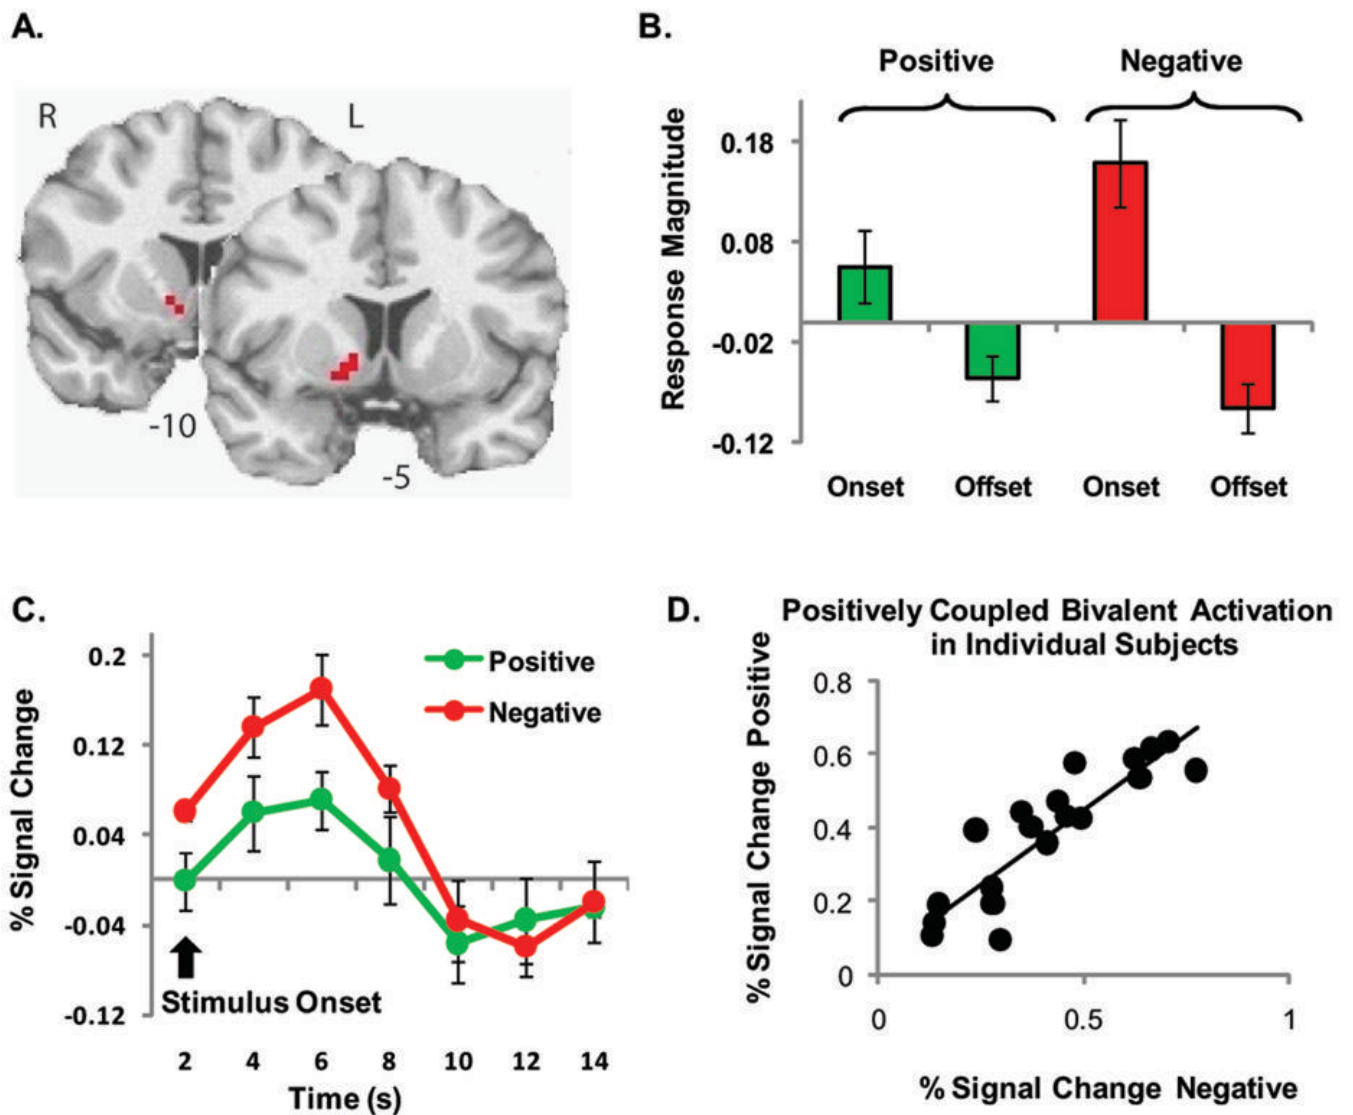 A.
R
L
-10
-5
B.
Positive
Negative
Response Magnitude
0.18
0.08
-0.02
-0.12
Onset
Offset
Onset
Offset
C.
% Signal Change
0.2
0.12
0.04
-0.04
-0.12
Positive
Negative
Stimulus Onset
2
4
6
8
10
12
14
Time (s)
D.
Positively Coupled Bivalent Activation
in Individual Subjects
% Signal Change Positive
0.8
0.6
0.4
0.2
0
0
0.5
1
% Signal Change Negative